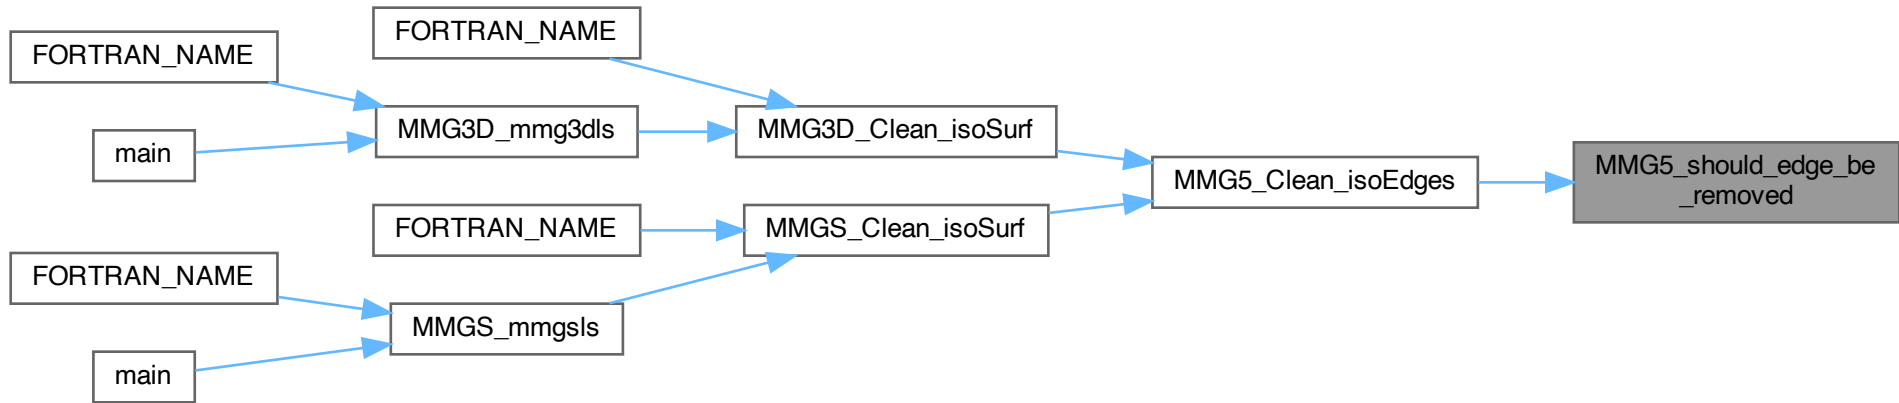 FORTRAN_NAME
FORTRAN_NAME
MMG3D_mmg3dls
MMG3D_Clean_isoSurf
main
MMG5_Clean_isoEdges
MMG5_should_edge_be
_removed
FORTRAN_NAME
MMGS_Clean_isoSurf
FORTRAN_NAME
MMGS_mmgsls
main